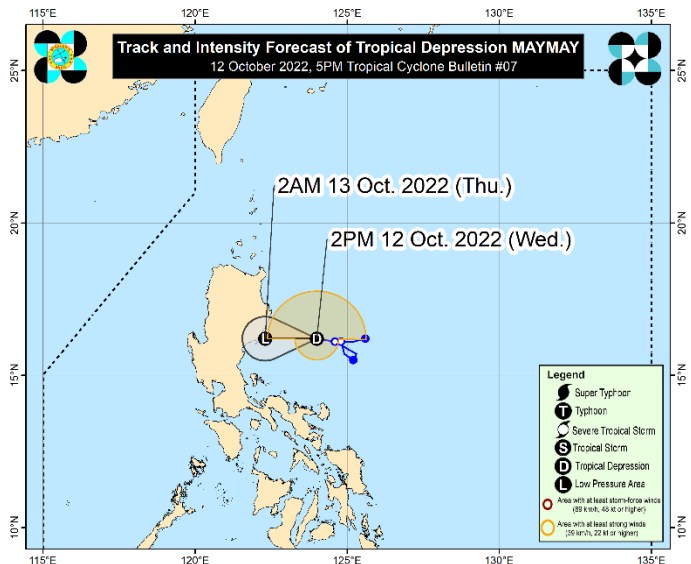 Track and Intensity Forecast of Tropical Depression MAYMAY
12 October 2022, 5PM Tropical Cyclone Bulletin #07
25°N
25°N
2AM 13 Oct. 2022 (Thu.)
20°N
20°N
2PM 12 Oct. 2022 (Wed.)
L
D
15°N
15°N
Legend
Super Typhoon
T Typhoon
Severe Tropical Storm
S Tropical Storm
D Tropical Depression
L Low Pressure Area
Area with at least storm-force winds
(89 km/h, 48 kt or higher)
Area with at least strong winds
(39 km/h, 22 kt or higher)
10°N
10°N
115°E
120°E
125°E
130°E
135°E